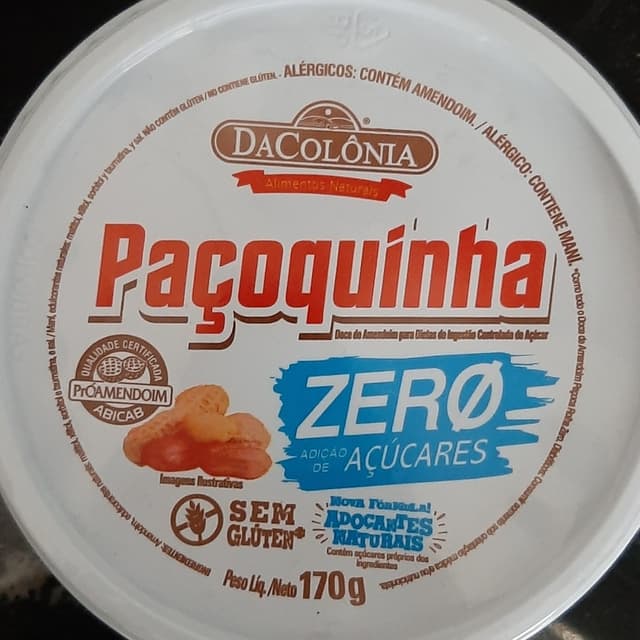 NÃO CONTÉM GLÚTEN / NO CONTIENE GLUTEN. - ALÉRGICOS: CONTÉM AMENDOIM. / ALÉRGICO: CONTIENE MANÍ.
DACOLÔNIA
®
Alimentos Naturais
Paçoquinha
Doce de Amendoim para Dietas de Ingestão Controlada de Açúcar
QUALIDADE CERTIFICADA
PRÓAMENDOIM
ABICAB
ZERØ
ADIÇÃO
DE AÇÚCARES
Imagens Ilustrativas
SEM
GLÚTEN*
NOVA FÓRMULA!
ADOÇANTES
NATURAIS
Contém açúcares próprios dos
Ingredientes
Peso Líq./Neto 170g
INGREDIENTES: Amendoim,